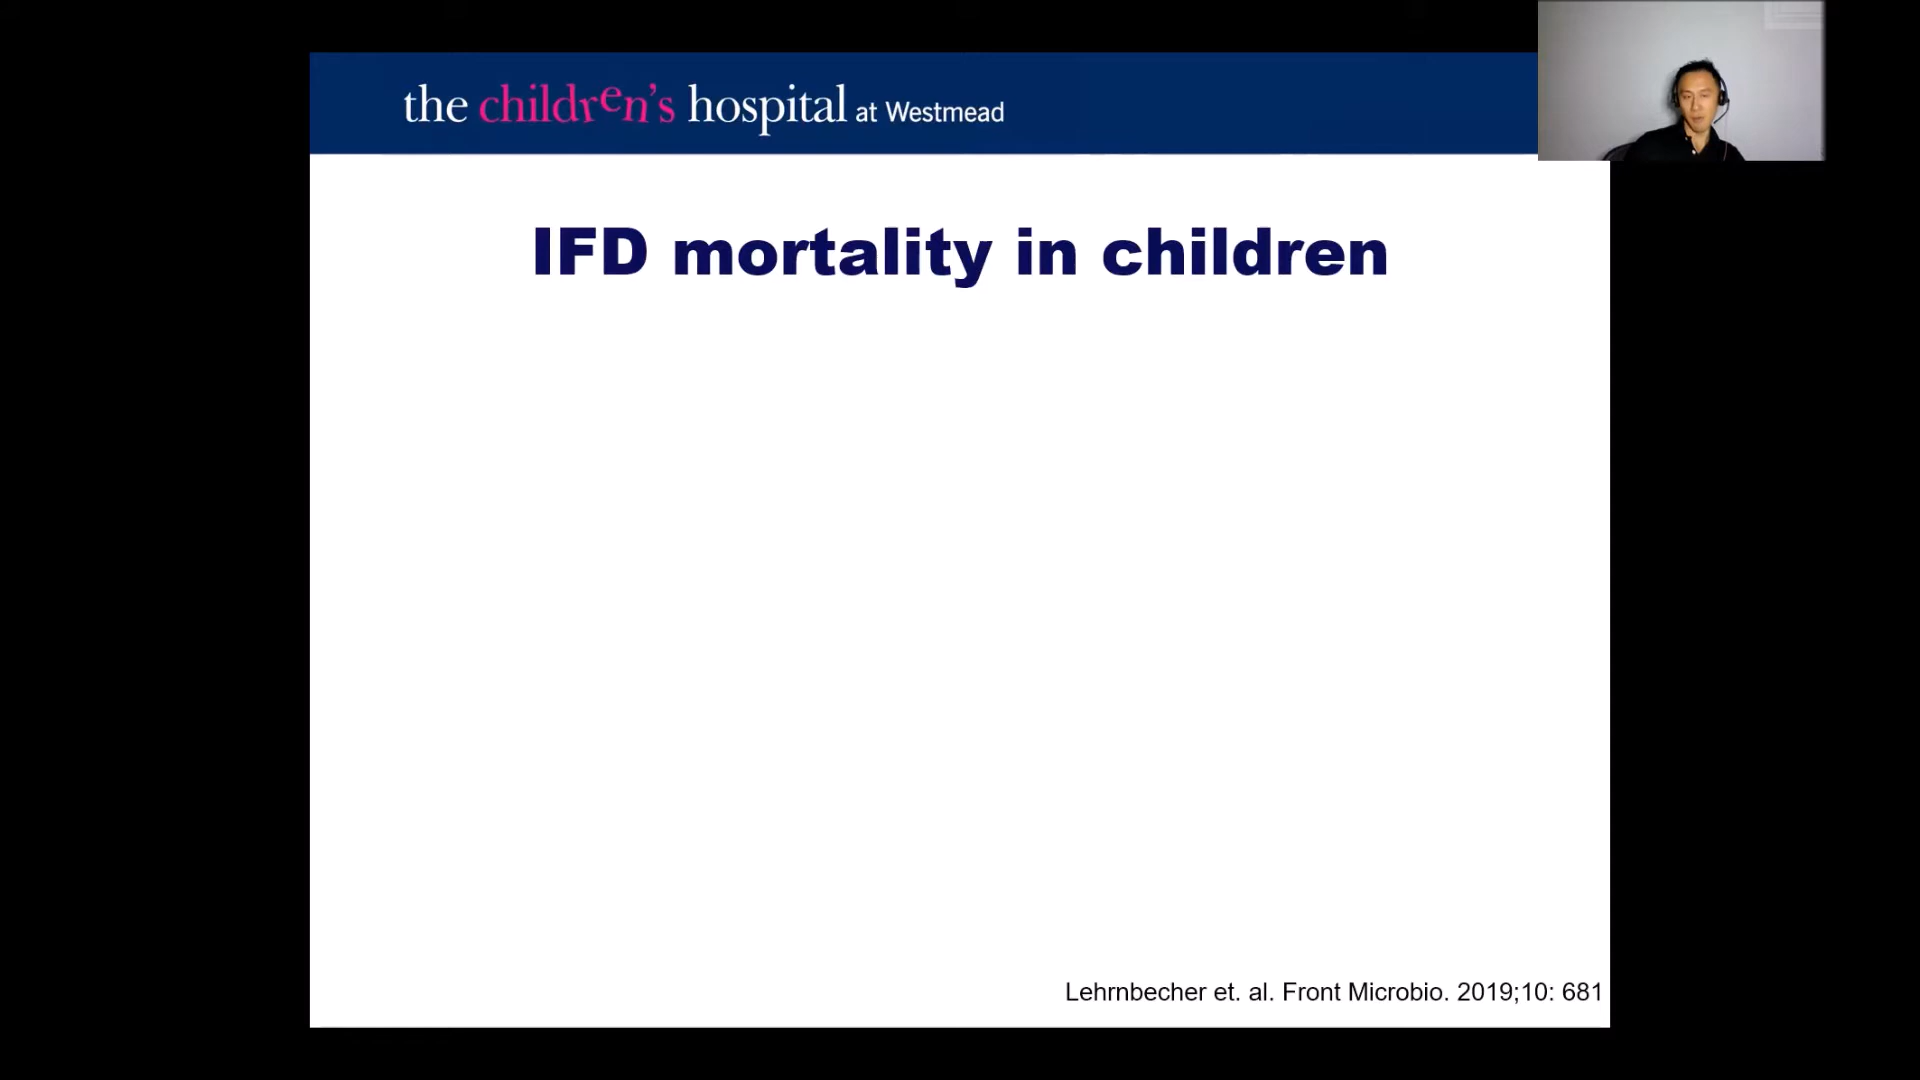 the children's hospital at Westmead
IFD mortality in children
Lehrnbecher et. al. Front Microbio. 2019;10: 681